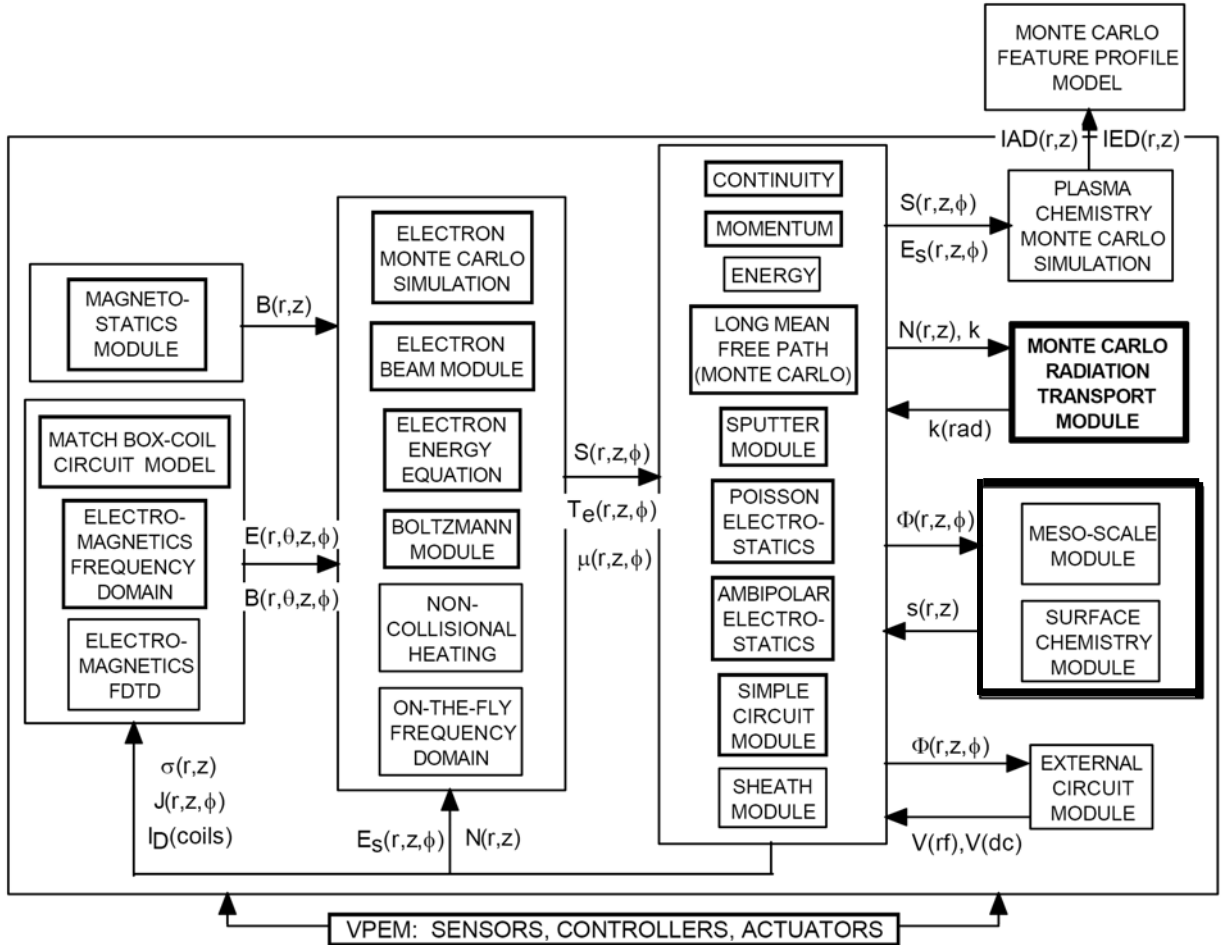 MONTE CARLO
FEATURE PROFILE
MODEL
IAD(r,z)
IED(r,z)
MAGNETO-
STATICS
MODULE
B(r,z)
MATCH BOX-COIL
CIRCUIT MODEL
ELECTRO-
MAGNETICS
FREQUENCY
DOMAIN
ELECTRO-
MAGNETICS
FDTD
E(r,θ,z,ϕ)
B(r,θ,z,ϕ)
σ(r,z)
J(r,z,ϕ)
ID(coils)
ELECTRON
MONTE CARLO
SIMULATION
ELECTRON
BEAM MODULE
ELECTRON
ENERGY
EQUATION
BOLTZMANN
MODULE
NON-
COLLISIONAL
HEATING
ON-THE-FLY
FREQUENCY
DOMAIN
Es(r,z,ϕ)
N(r,z)
S(r,z,ϕ)
Te(r,z,ϕ)
μ(r,z,ϕ)
CONTINUITY
MOMENTUM
ENERGY
LONG MEAN
FREE PATH
(MONTE CARLO)
SPUTTER
MODULE
POISSON
ELECTRO-
STATICS
AMBIPOLAR
ELECTRO-
STATICS
SIMPLE
CIRCUIT
MODULE
SHEATH
MODULE
S(r,z,ϕ)
Es(r,z,ϕ)
PLASMA
CHEMISTRY
MONTE CARLO
SIMULATION
N(r,z), k
k(rad)
MONTE CARLO
RADIATION
TRANSPORT
MODULE
Φ(r,z,ϕ)
s(r,z)
MESO-SCALE
MODULE
SURFACE
CHEMISTRY
MODULE
Φ(r,z,ϕ)
V(rf),V(dc)
EXTERNAL
CIRCUIT
MODULE
VPEM: SENSORS, CONTROLLERS, ACTUATORS